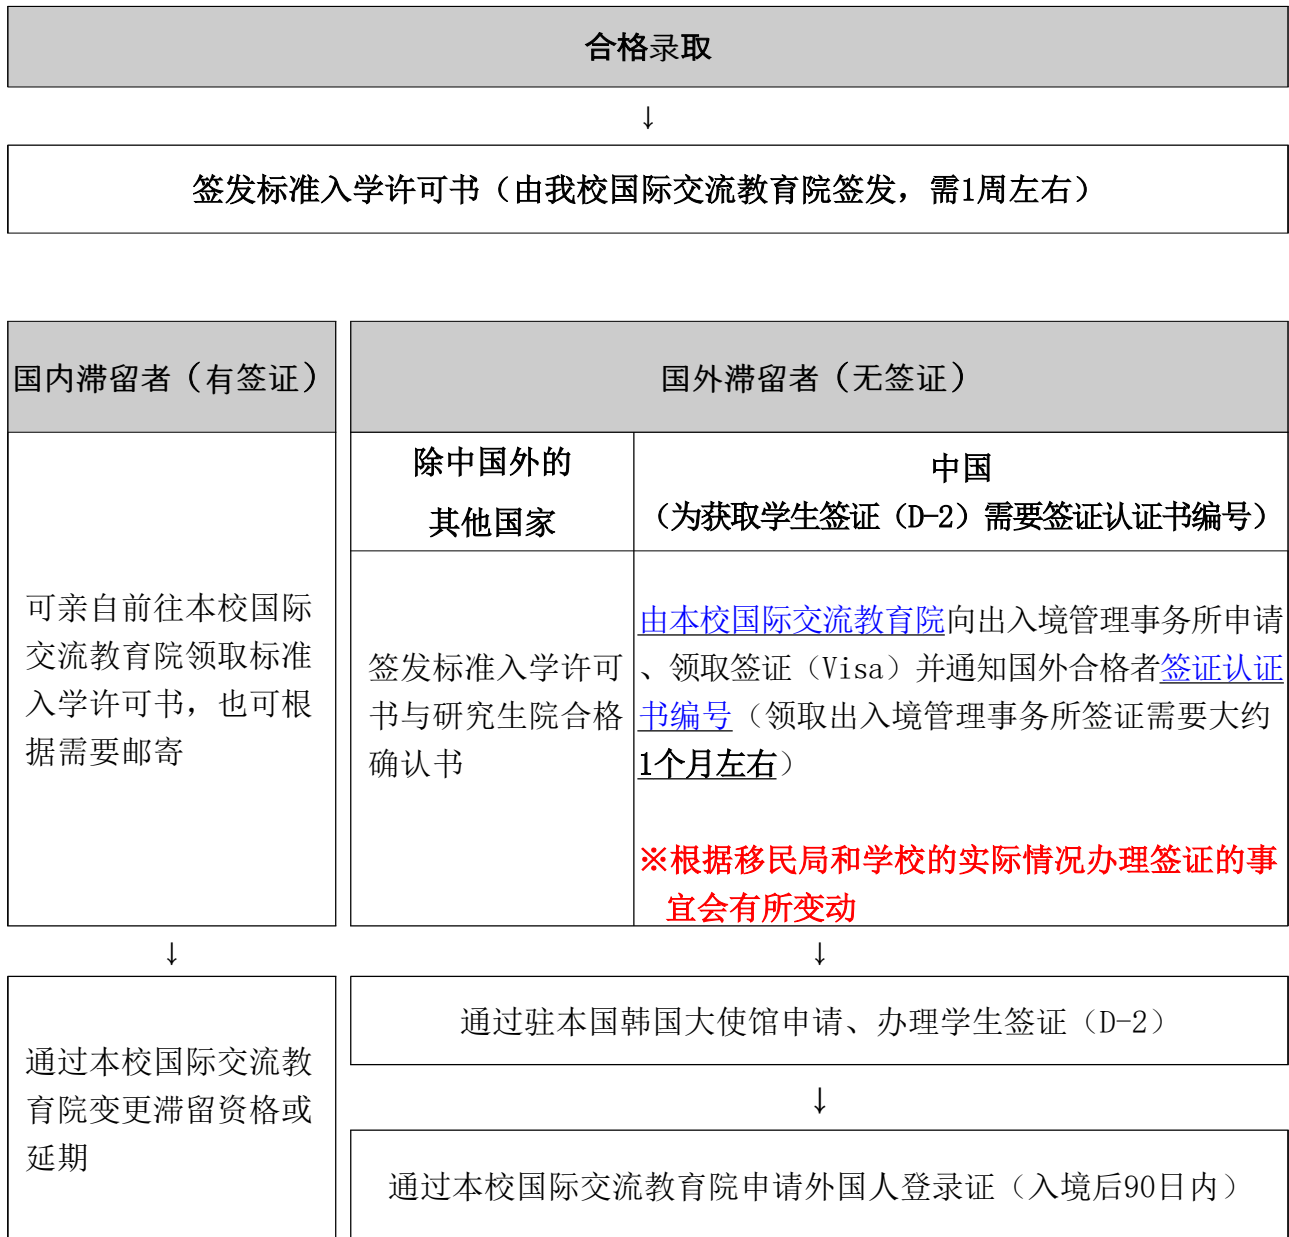 合格录取
↓
签发标准入学许可书（由我校国际交流教育院签发，需1周左右）
国内滞留者（有签证）
国外滞留者（无签证）
除中国外的
其他国家
中国
（为获取学生签证（D-2）需要签证认证书编号）
可亲自前往本校国际
交流教育院领取标准
入学许可书，也可根
据需要邮寄
签发标准入学许可
书与研究生院合格
确认书
由本校国际交流教育院向出入境管理事务所申请
、领取签证（Visa）并通知国外合格者签证认证
书编号（领取出入境管理事务所签证需要大约
1个月左右）
※根据移民局和学校的实际情况办理签证的事
宜会有所变动
↓
↓
通过本校国际交流教
育院变更滞留资格或
延期
通过驻本国韩国大使馆申请、办理学生签证（D-2）
↓
通过本校国际交流教育院申请外国人登录证（入境后90日内）